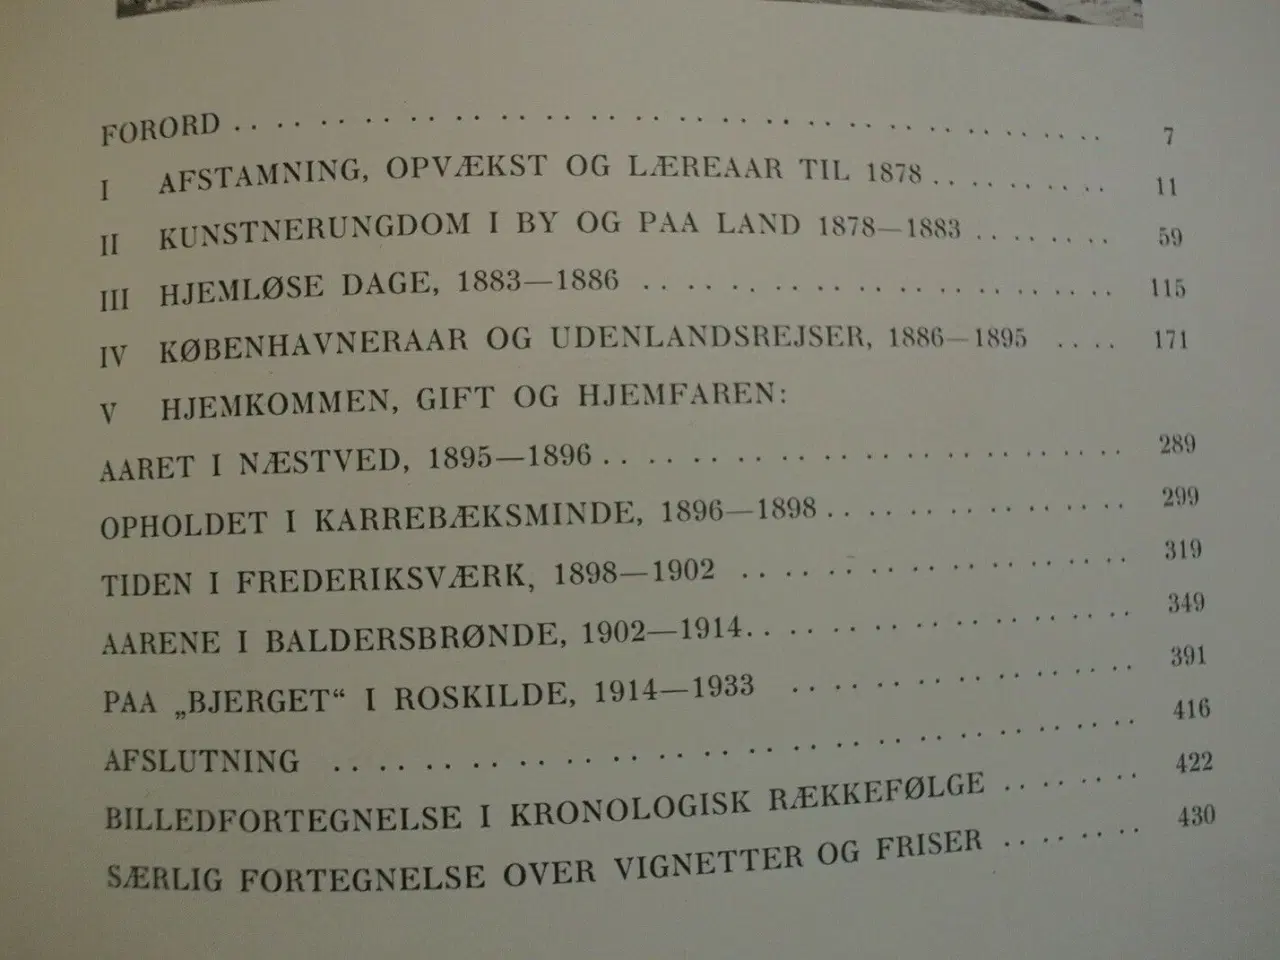 FORORD . . . . . . . . . . . . . . . . . . . . . . . . . . . . . . 7
I AFSTAMNING, OPVÆKST OG LÆREAAR TIL 1878 . . . . . . . . 11
II KUNSTNERUNGDOM I BY OG PAA LAND 1878—1883 . . . . . . . 59
III HJEMLØSE DAGE, 1883—1886 . . . . . . . . . . . . . . . . . 115
IV KØBENHAVNERAAR OG UDENLANDSREJSER, 1886—1895 . . . . 171
V HJEMKOMMEN, GIFT OG HJEMFAREN:
AARET I NÆSTVED, 1895—1896 . . . . . . . . . . . . . . . . . . 289
OPHOLDET I KARREBÆKSMINDE, 1896—1898 . . . . . . . . . . . 299
TIDEN I FREDERIKSVÆRK, 1898—1902 . . . . . . . . . . . . . . 319
AARENE I BALDERSBRØNDE, 1902—1914 . . . . . . . . . . . . . . 349
PAA „BJERGET“ I ROSKILDE, 1914—1933 . . . . . . . . . . . . . 391
AFSLUTNING . . . . . . . . . . . . . . . . . . . . . . . . . . . 416
BILLEDFORTEGNELSE I KRONOLOGISK RÆKKEFØLGE . . . . . . . 422
SÆRLIG FORTEGNELSE OVER VIGNETTER OG FRISER . . . . . . . 430